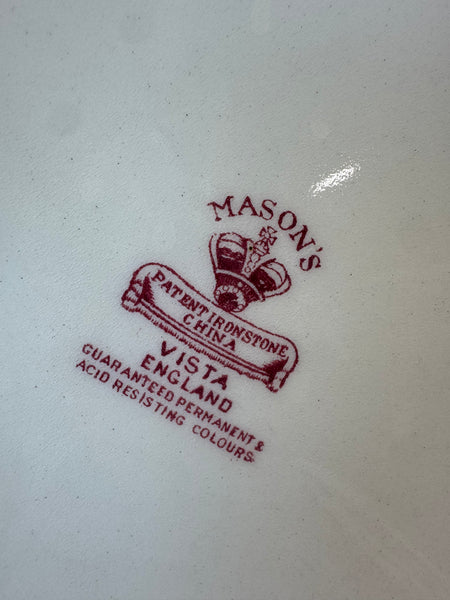 MASON'S
PATENT IRONSTONE
CHINA
VISTA
ENGLAND
GUARANTEED PERMANENT &
ACID RESISTING COLOURS